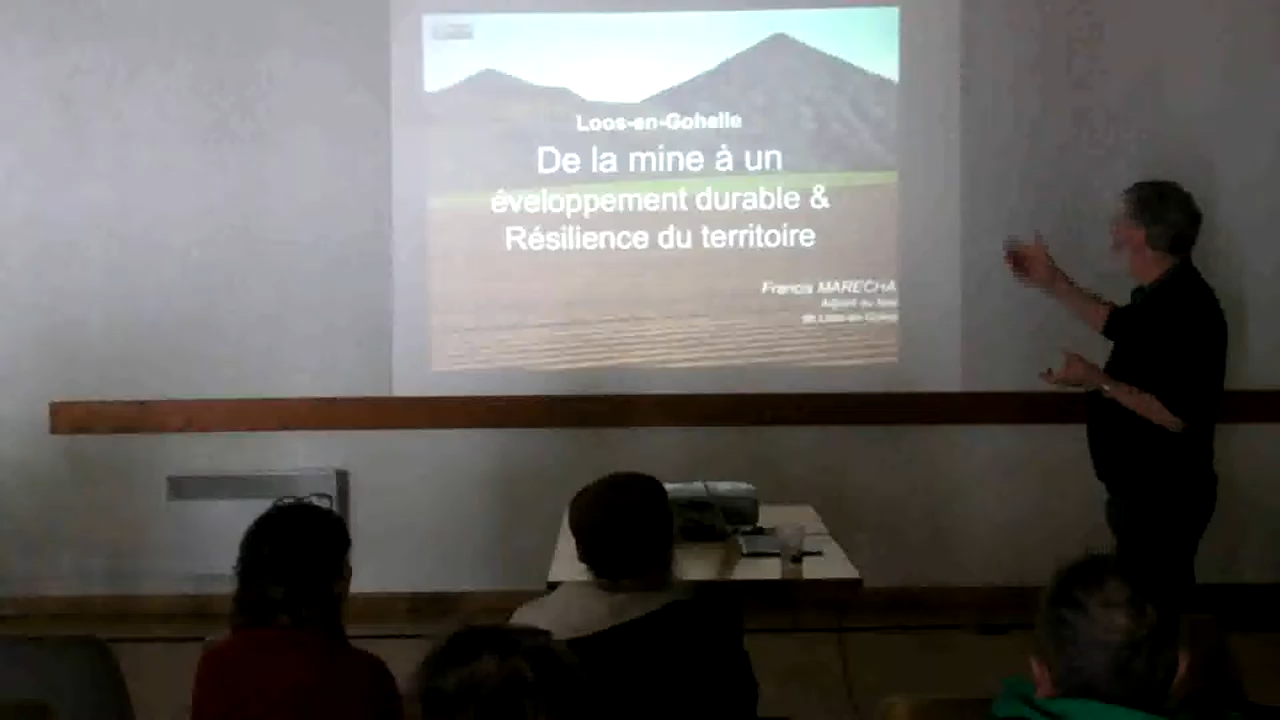 Loos-en-Gohelle
De la mine à un
éveloppement durable &
Résilience du territoire
Francis MARECHA